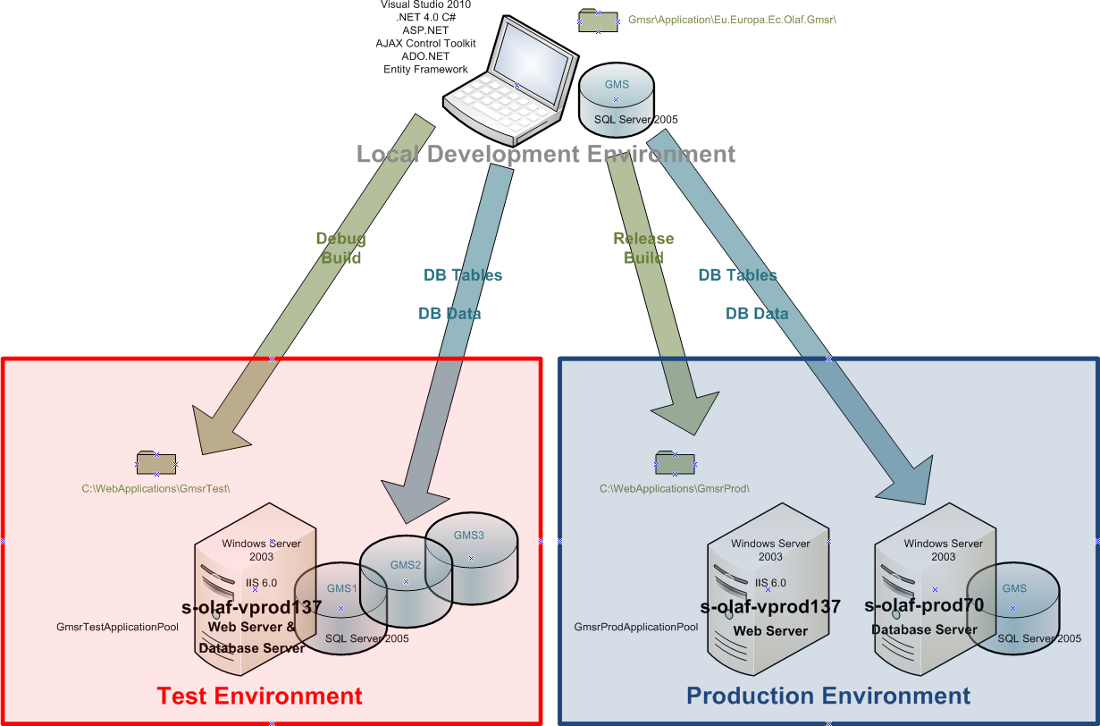 Visual Studio 2010
.NET 4.0 C#
ASP.NET
AJAX Control Toolkit
ADO.NET
Entity Framework
Gmsr\Application\Eu.Europa.Ec.Olaf.Gmsr\
GMS
SQL Server 2005
Local Development Environment
Debug
Build
DB Tables
DB Data
Release
Build
DB Tables
DB Data
C:\WebApplications\GmsrTest\
Windows Server
2003
IIS 6.0
s-olaf-vprod137
Web Server &
Database Server
GmsrTestApplicationPool
GMS1
GMS2
GMS3
SQL Server 2005
Test Environment
C:\WebApplications\GmsrProd\
Windows Server
2003
IIS 6.0
s-olaf-vprod137
Web Server
GmsrProdApplicationPool
Windows Server
2003
s-olaf-prod70
Database Server
GMS
SQL Server 2005
Production Environment